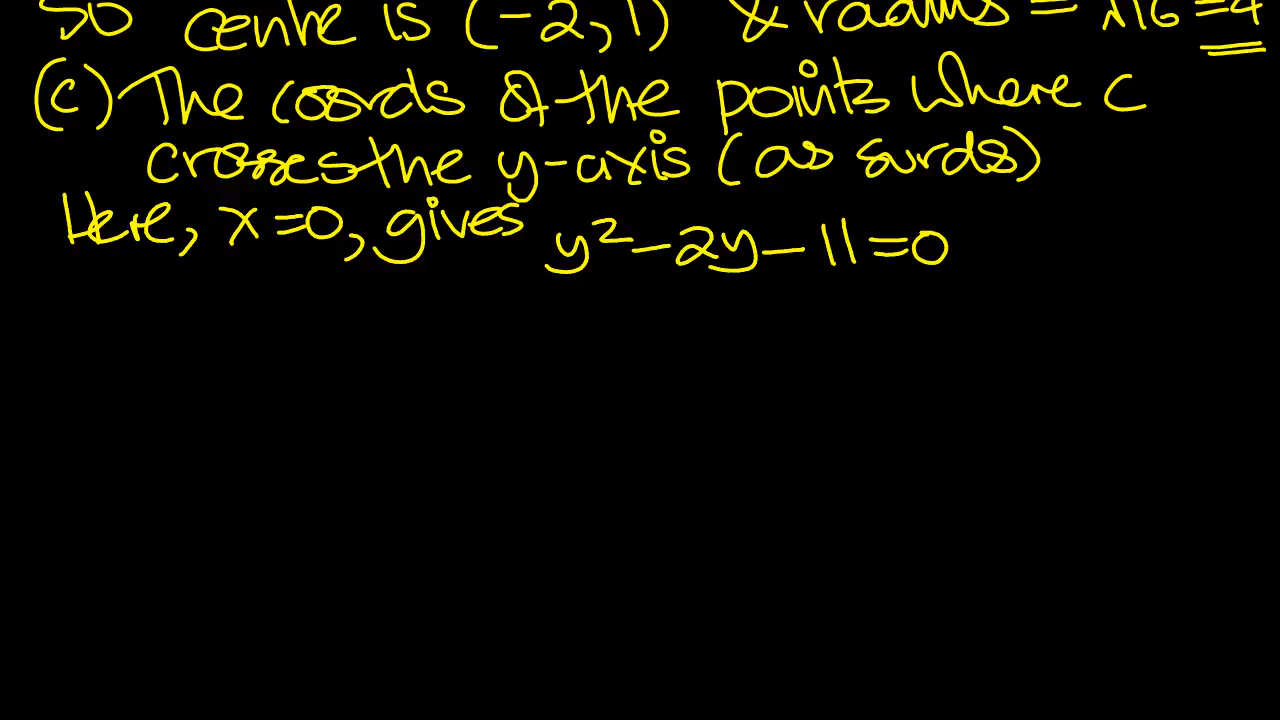 So centre is (-2,1) & radius = √16 = 4
(c) The coords of the points where C
crosses the y-axis (as surds)
Here, x=0, gives y²-2y-11=0